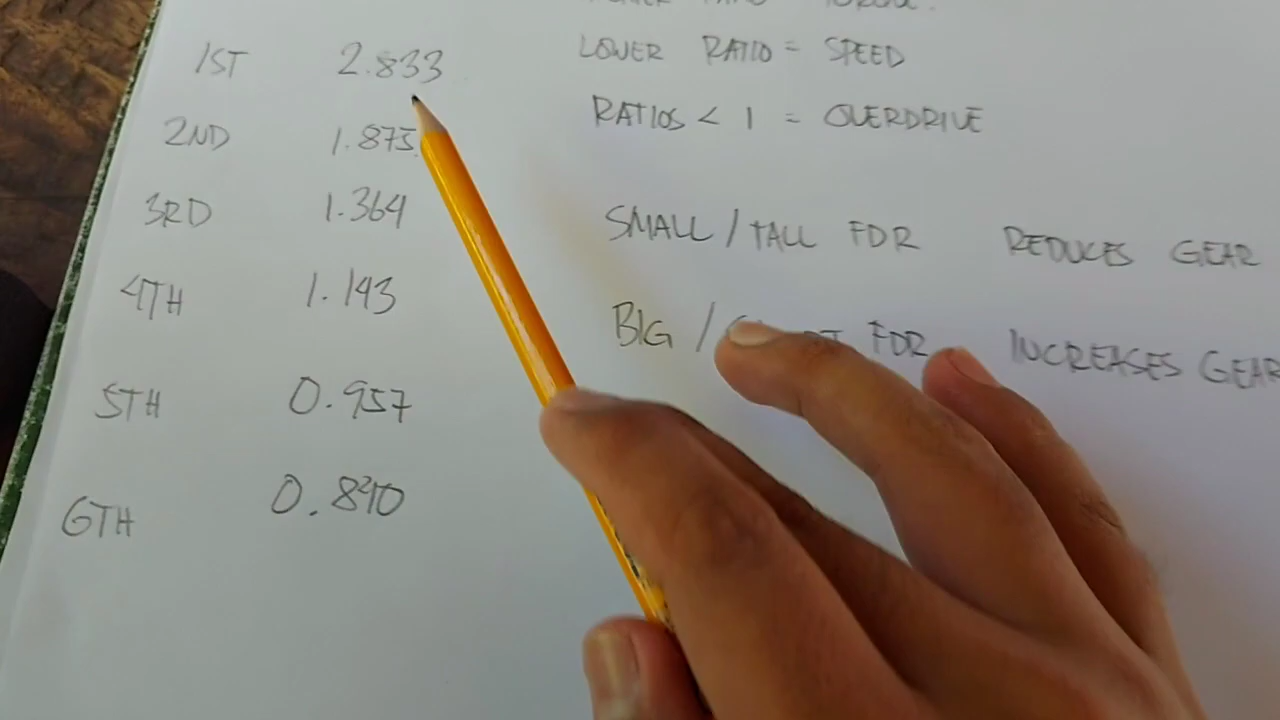 1ST 2.833
2ND 1.875
3RD 1.364
4TH 1.143
5TH 0.957
6TH 0.840
LOWER RATIO = SPEED
RATIOS < 1 = OVERDRIVE
SMALL / TALL FDR REDUCES GEAR
BIG / FDR INCREASES GEAR